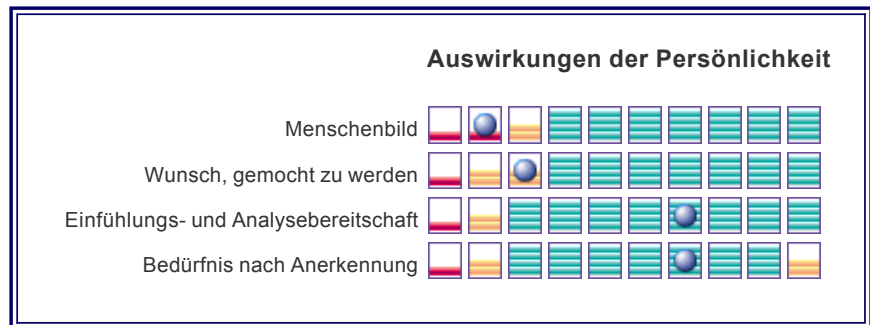 Auswirkungen der Persönlichkeit
Menschenbild
Wunsch, gemocht zu werden
Einfühlungs- und Analysebereitschaft
Bedürfnis nach Anerkennung